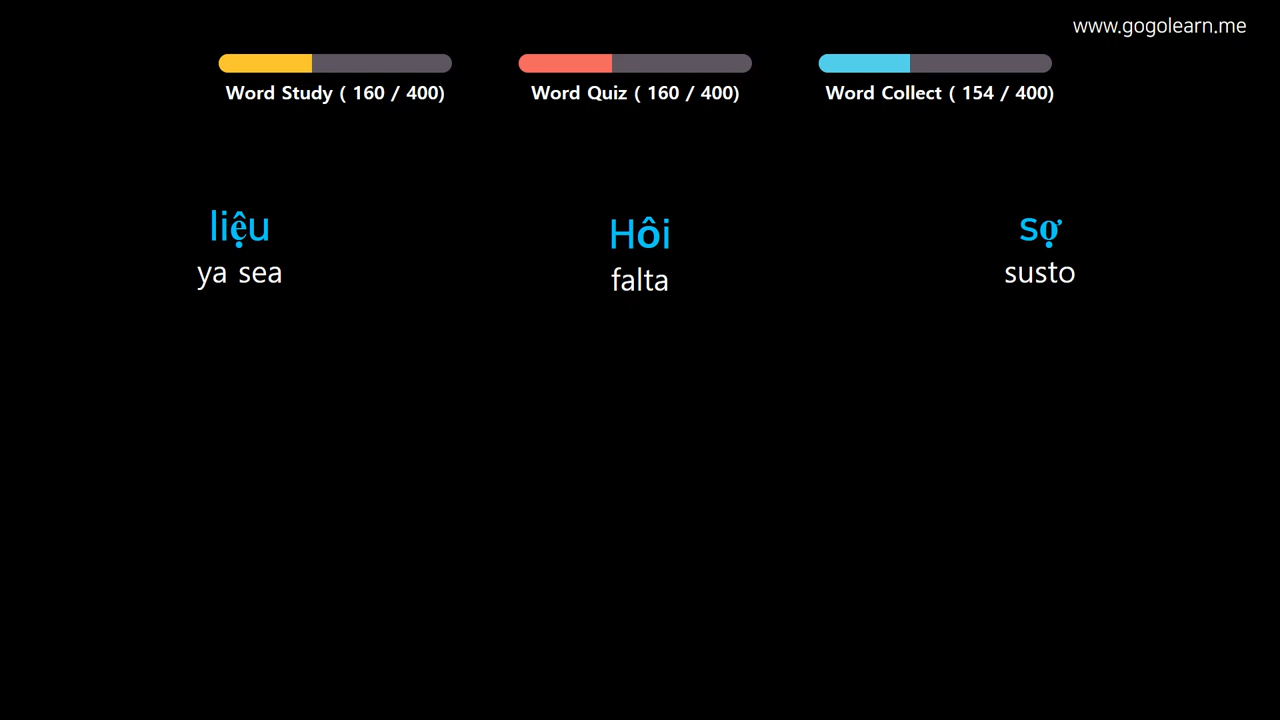 www.gogolearn.me
Word Study ( 160 / 400)
Word Quiz ( 160 / 400)
Word Collect ( 154 / 400)
liệu
ya sea
Hôi
falta
sợ
susto